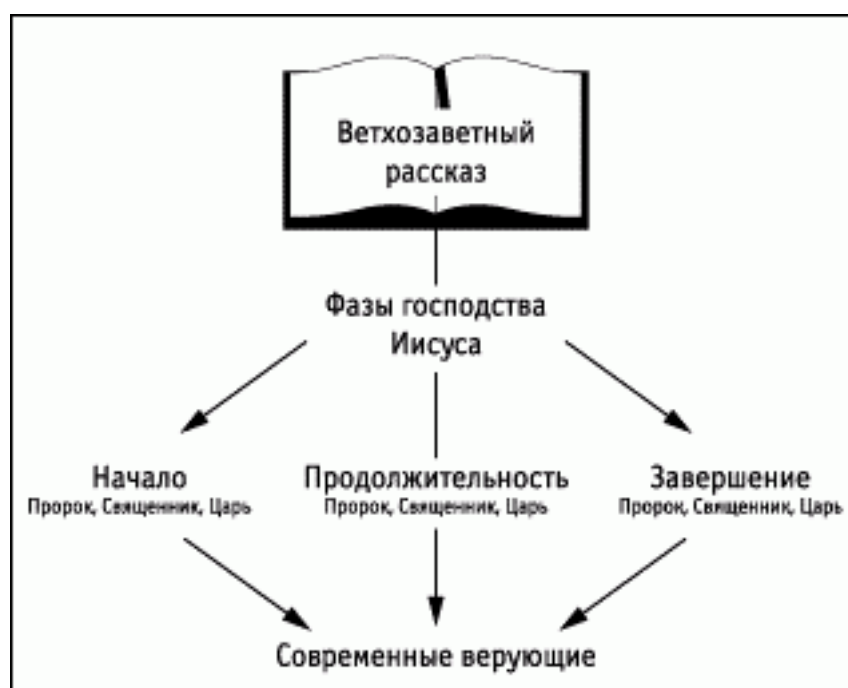 Ветхозаветный
рассказ
Фазы господства
Иисуса
Начало
Пророк, Священник, Царь
Продолжительность
Пророк, Священник, Царь
Завершение
Пророк, Священник, Царь
Современные верующие